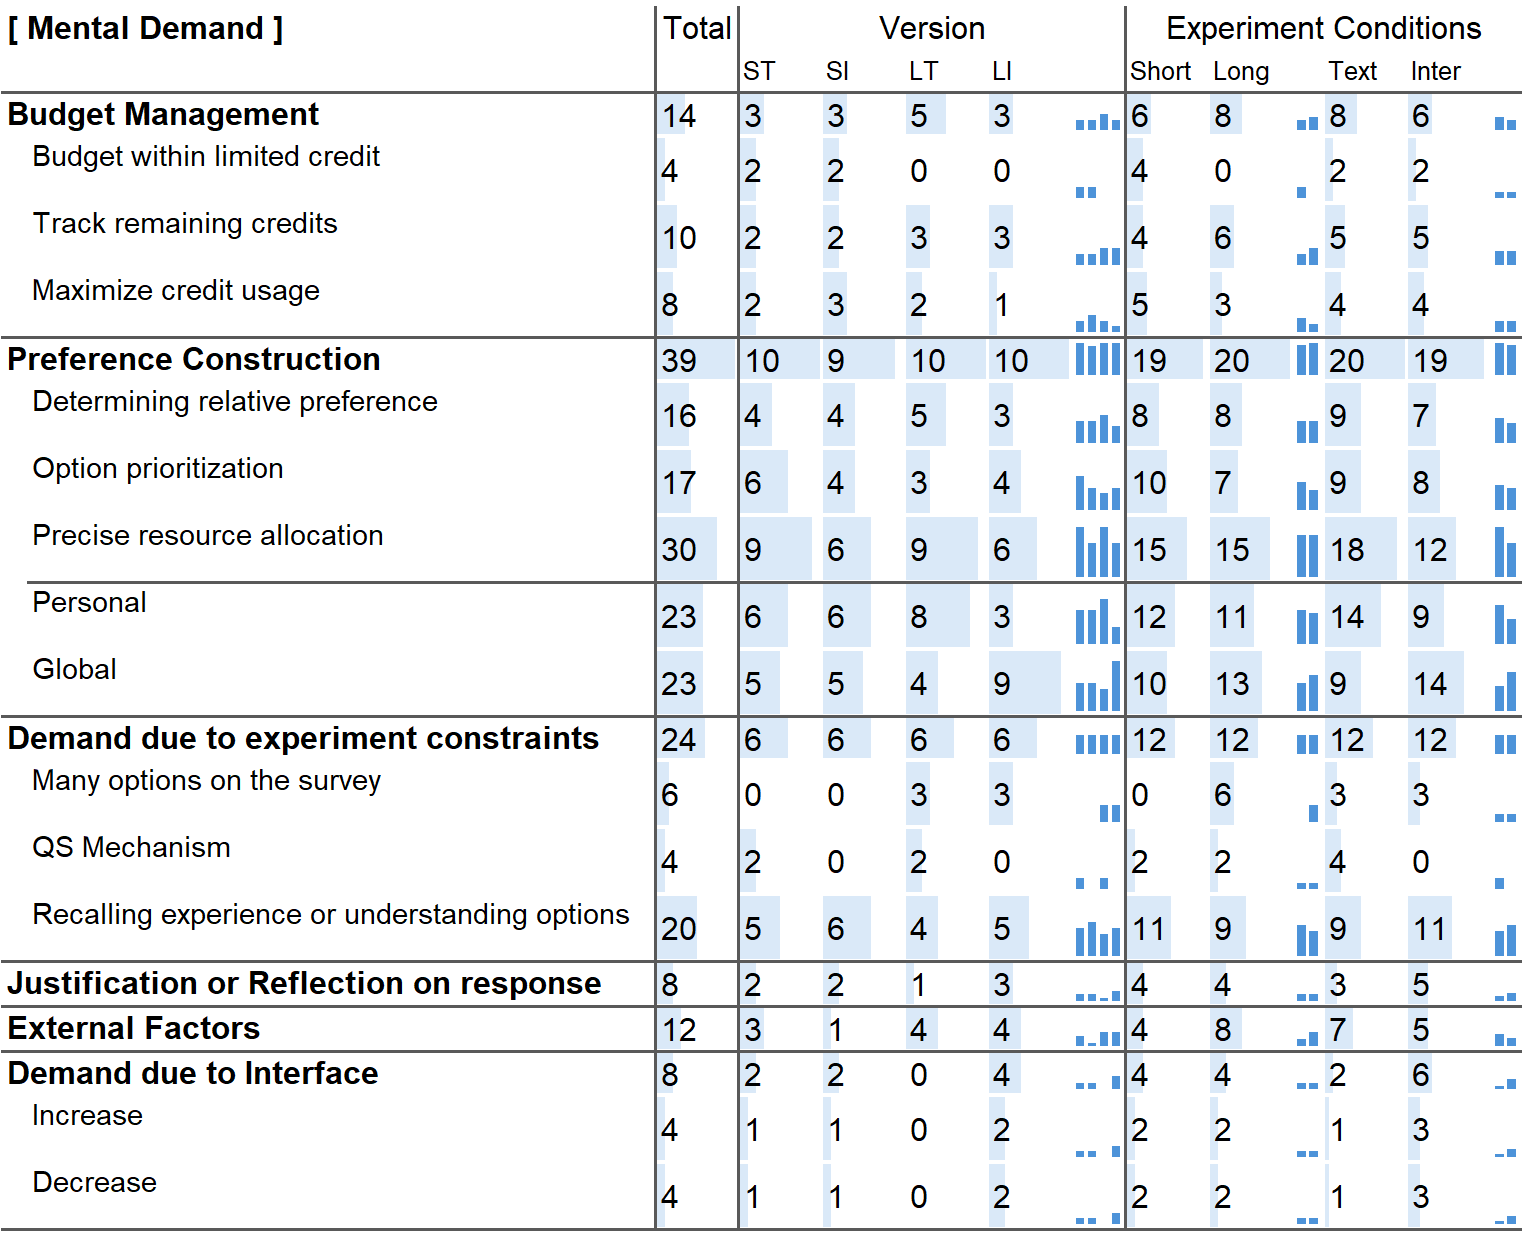 [ Mental Demand ] Total Version Experiment Conditions
ST SI LT LI Short Long Text Inter
Budget Management 14 3 3 5 3 6 8 8 6
Budget within limited credit 4 2 2 0 0 4 0 2 2
Track remaining credits 10 2 2 3 3 4 6 5 5
Maximize credit usage 8 2 3 2 1 5 3 4 4
Preference Construction 39 10 9 10 10 19 20 20 19
Determining relative preference 16 4 4 5 3 8 8 9 7
Option prioritization 17 6 4 3 4 10 7 9 8
Precise resource allocation 30 9 6 9 6 15 15 18 12
Personal 23 6 6 8 3 12 11 14 9
Global 23 5 5 4 9 10 13 9 14
Demand due to experiment constraints 24 6 6 6 6 12 12 12 12
Many options on the survey 6 0 0 3 3 0 6 3 3
QS Mechanism 4 2 0 2 0 2 2 4 0
Recalling experience or understanding options 20 5 6 4 5 11 9 9 11
Justification or Reflection on response 8 2 2 1 3 4 4 3 5
External Factors 12 3 1 4 4 4 8 7 5
Demand due to Interface 8 2 2 0 4 4 4 2 6
Increase 4 1 1 0 2 2 2 1 3
Decrease 4 1 1 0 2 2 2 1 3